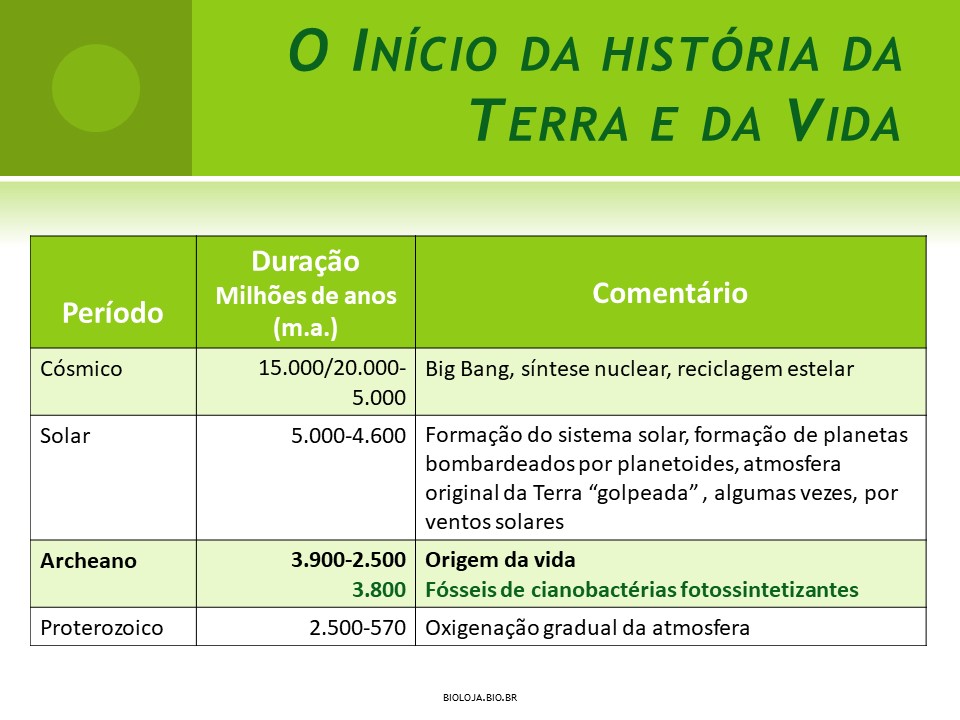 O INÍCIO DA HISTÓRIA DA
TERRA E DA VIDA
Período
Duração
Milhões de anos
(m.a.)
Comentário
Cósmico
15.000/20.000-
5.000
Big Bang, síntese nuclear, reciclagem estelar
Solar
5.000-4.600
Formação do sistema solar, formação de planetas
bombardeados por planetoides, atmosfera
original da Terra “golpeada” , algumas vezes, por
ventos solares
Archeano
3.900-2.500
3.800
Origem da vida
Fósseis de cianobactérias fotossintetizantes
Proterozoico
2.500-570
Oxigenação gradual da atmosfera
BIOLOJA.BIO.BR